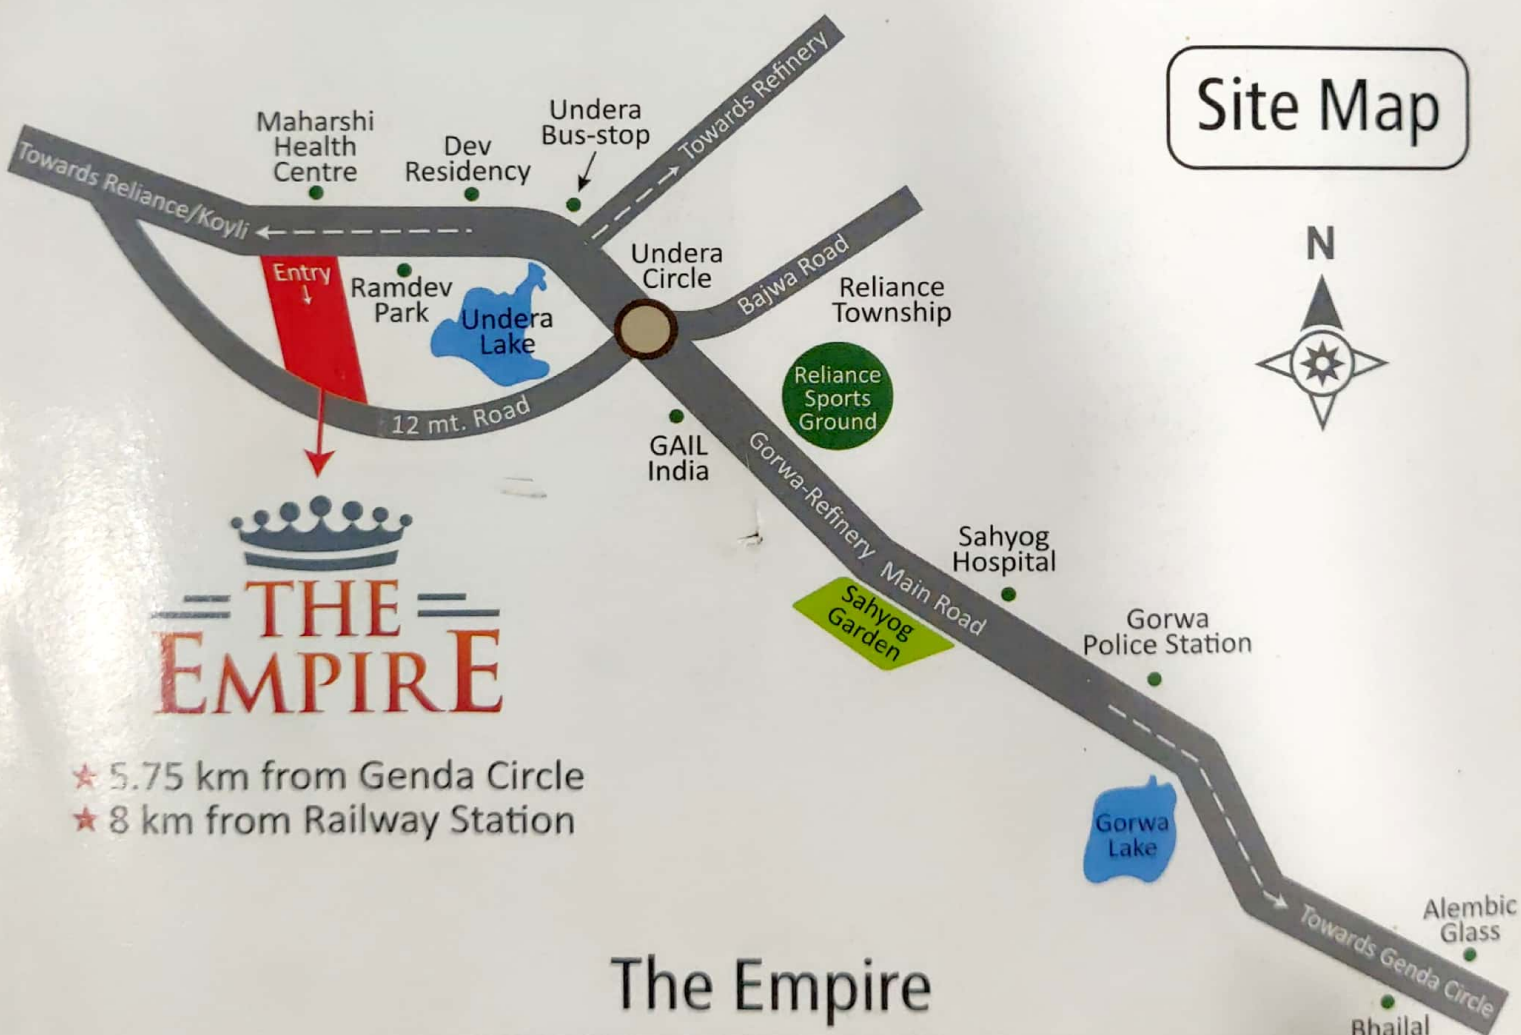 Site Map
N
Towards Refinery
Undera
Bus-stop
Maharshi
Health
Centre
Dev
Residency
Towards Reliance/Koyli
Entry
Ramdev
Park
Undera
Lake
Undera
Circle
Bajwa Road
Reliance
Township
Reliance
Sports
Ground
12 mt. Road
GAIL
India
Gorwa-Refinery Main Road
Sahyog
Hospital
Sahyog
Garden
Gorwa
Police Station
THE
EMPIRE
5.75 km from Genda Circle
8 km from Railway Station
Gorwa
Lake
Alembic
Glass
Towards Genda Circle
Bhailal
The Empire